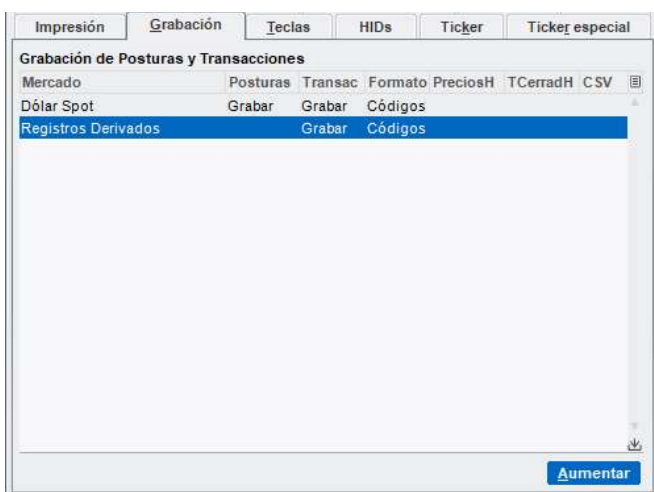 Impresión Grabación Teclas HIDs Ticker Ticker especial
Grabación de Posturas y Transacciones
Mercado Posturas Transac Formato PreciosH TCerradH CSV
Dólar Spot Grabar Grabar Códigos
Registros Derivados Grabar Códigos
Aumentar